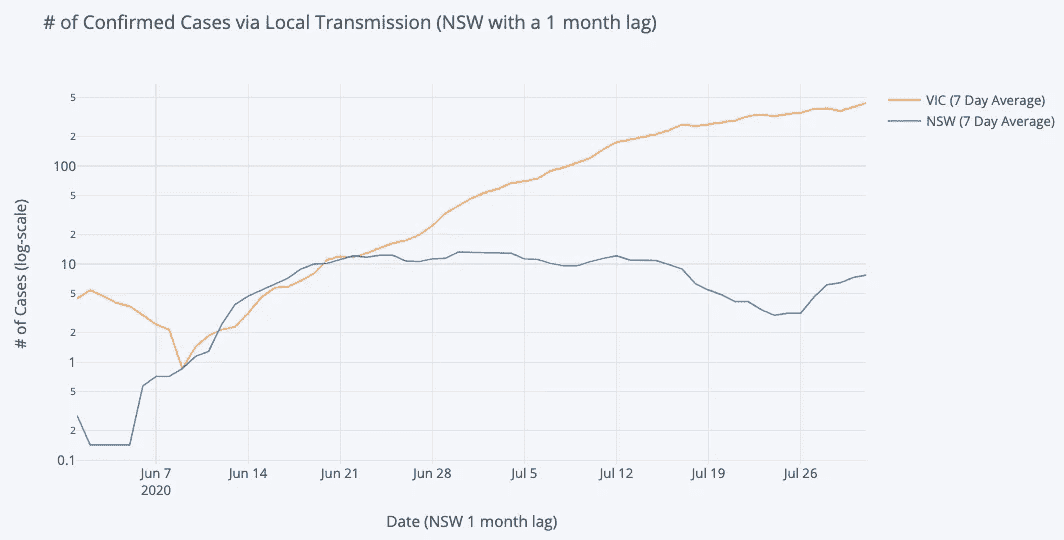 # of Confirmed Cases via Local Transmission (NSW with a 1 month lag)
VIC (7 Day Average)
NSW (7 Day Average)
# of Cases (log-scale)
5
2
100
5
2
10
5
2
1
5
2
0.1
Jun 7 Jun 14 Jun 21 Jun 28 Jul 5 Jul 12 Jul 19 Jul 26
2020
Date (NSW 1 month lag)